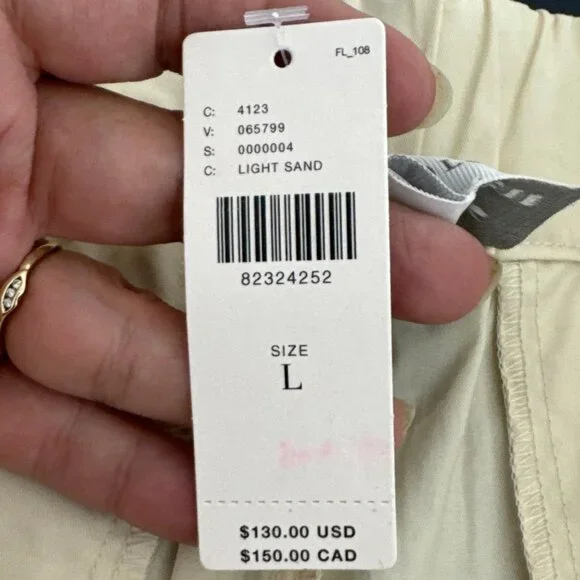 FL_108
C: 4123
V: 065799
S: 0000004
C: LIGHT SAND
82324252
SIZE
L
$130.00 USD
$150.00 CAD